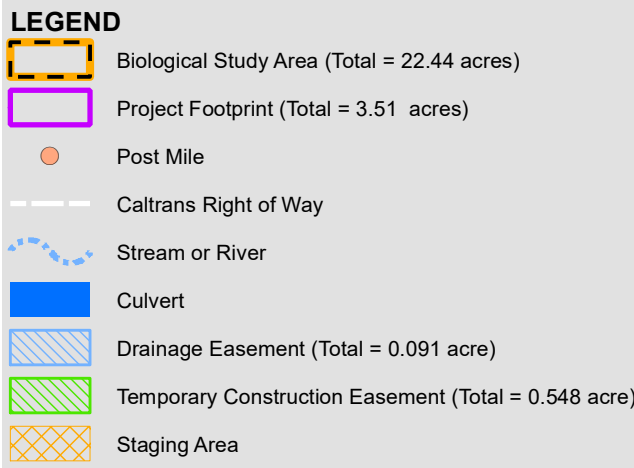 LEGEND
Biological Study Area (Total = 22.44 acres)
Project Footprint (Total = 3.51  acres)
Post Mile
Caltrans Right of Way
Stream or River
Culvert
Drainage Easement (Total = 0.091 acre)
Temporary Construction Easement (Total = 0.548 acre)
Staging Area